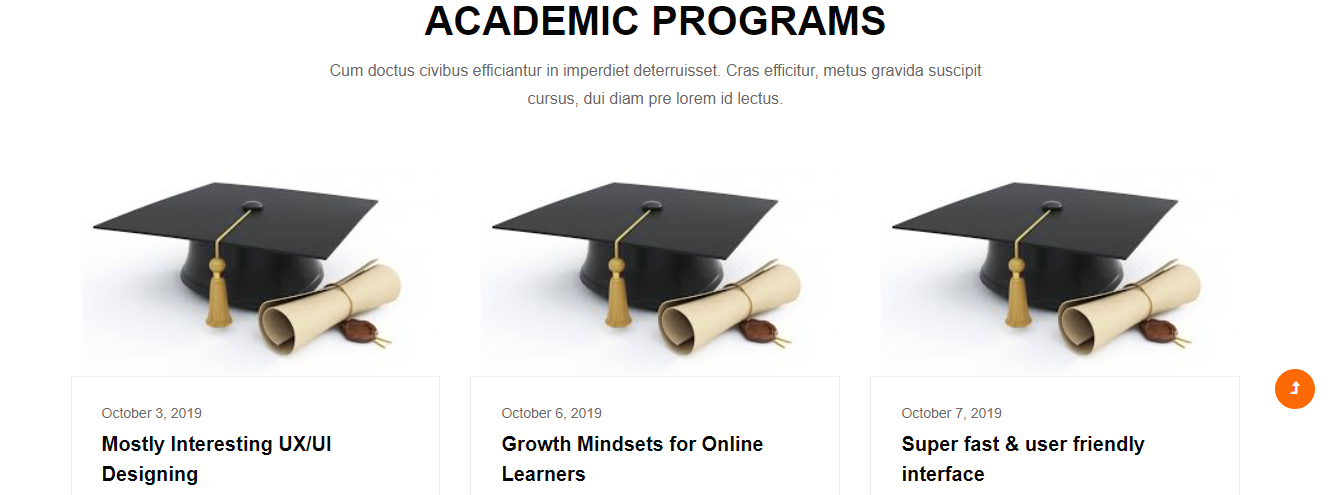 ACADEMIC PROGRAMS
Cum doctus civibus efficiantur in imperdiet deterruisset. Cras efficitur, metus gravida suscipit
cursus, dui diam pre lorem id lectus.
October 3, 2019
Mostly Interesting UX/UI
Designing
October 6, 2019
Growth Mindsets for Online
Learners
October 7, 2019
Super fast & user friendly
interface